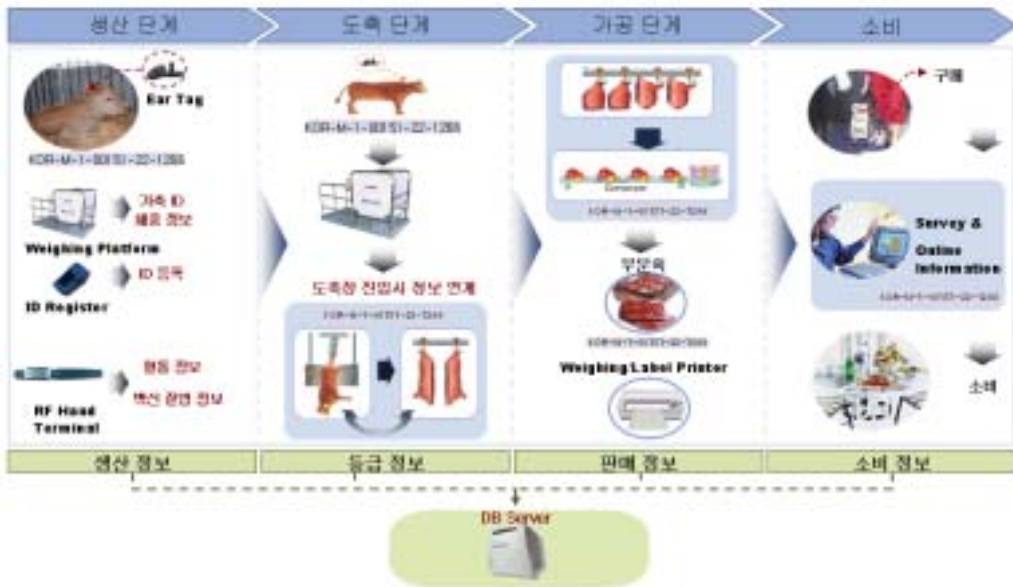 생산 단계
도축 단계
가공 단계
소비
Ear Tag
가축 ID
체중 정보
Weighing Platform
ID 등록
ID Register
혈통 정보
백신 질병 정보
RF Hand
Terminal
도축장 진입시 정보 연계
Conveyor
부분육
Weighing/Label Printer
구매
Survey &
Online
Information
소비
생산 정보
등급 정보
판매 정보
소비 정보
DB Server